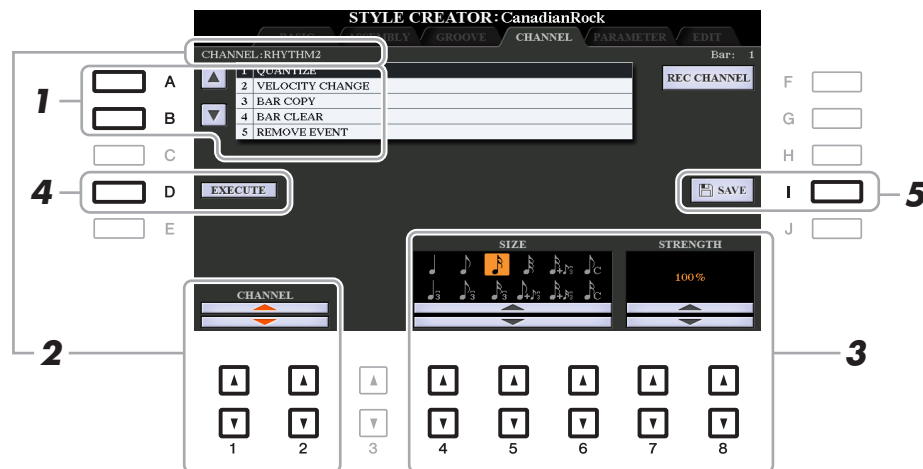 STYLE CREATOR: CanadianRock
BASIC ASSEMBLY GROOVE CHANNEL PARAMETER EDIT
CHANNEL:RHYTHM2
Bar: 1
1 QUANTIZE
2 VELOCITY CHANGE
3 BAR COPY
4 BAR CLEAR
5 REMOVE EVENT
REC CHANNEL
A
B
C
D
E
F
G
H
I
J
1
4
5
EXECUTE
SAVE
SIZE
STRENGTH
100%
CHANNEL
2
3
1 2 3 4 5 6 7 8